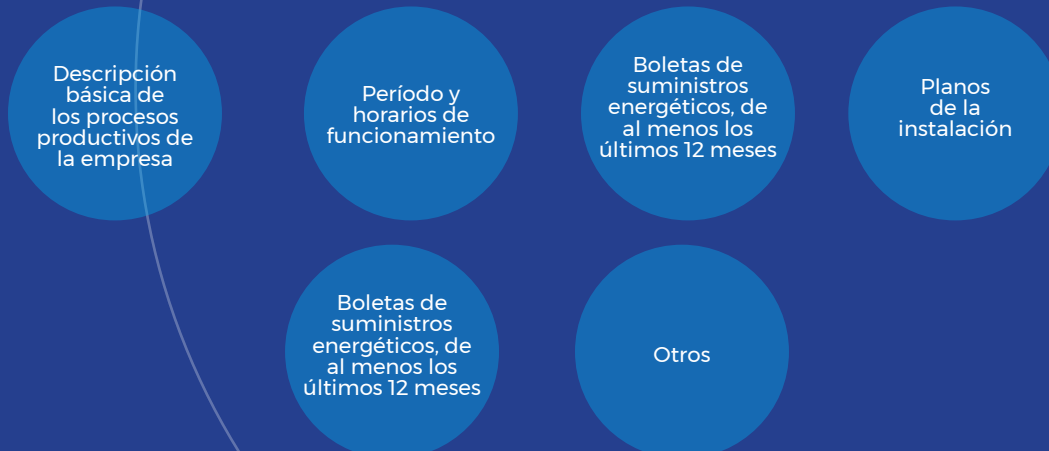 Descripción
básica de
los procesos
productivos de
la empresa
Período y
horarios de
funcionamiento
Boletas de
suministros
energéticos, de
al menos los
últimos 12 meses
Planos
de la
instalación
Boletas de
suministros
energéticos, de
al menos los
últimos 12 meses
Otros